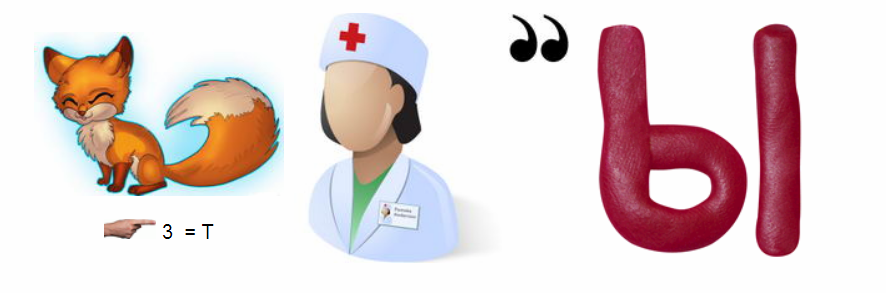 ,,
Ы
3 = T